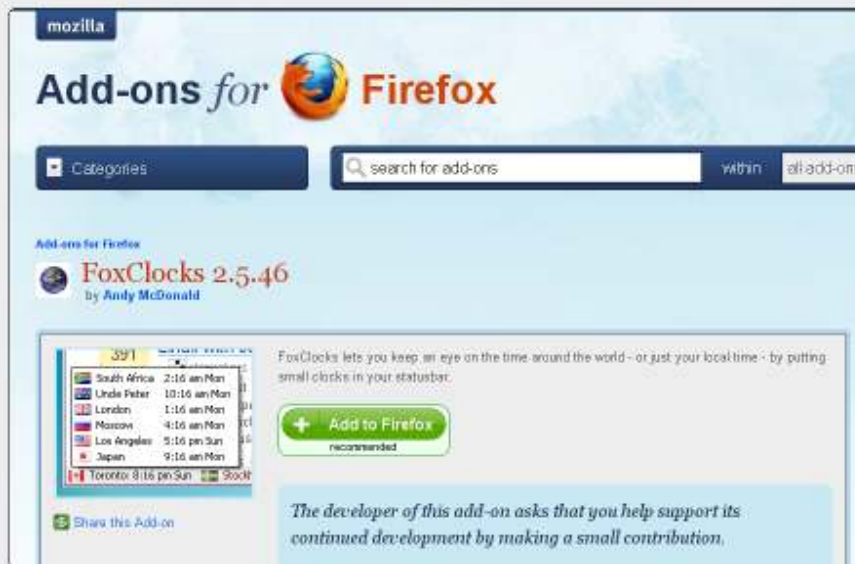 mozilla
Add-ons for Firefox
Categories
search for add-ons
within
all add-on
Add-ons for Firefox
FoxClocks 2.5.46
by Andy McDonald
391
South Africa 2:16 am Mon
Uncle Peter 10:16 am Mon
London 1:16 am Mon
Moscow 4:16 am Mon
Los Angeles 5:16 pm Sun
Japan 9:16 am Mon
Toronto: 8:16 pm Sun
Share this Add-on
FoxClocks lets you keep an eye on the time around the world - or just your local time - by putting
small clocks in your statusbar.
Add to Firefox
recommended
The developer of this add-on asks that you help support its
continued development by making a small contribution.